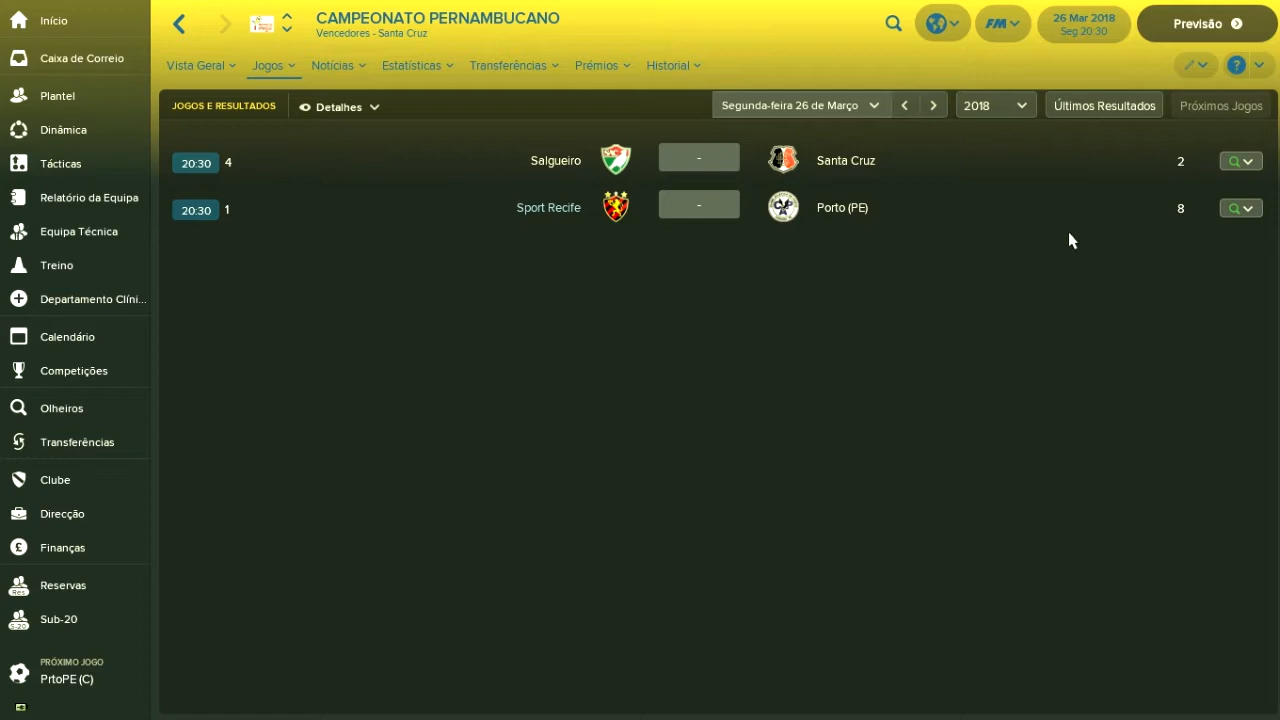 Início
Caixa de Correio
Plantel
Dinâmica
Tácticas
Relatório da Equipa
Equipa Técnica
Treino
Departamento Clíni...
Calendário
Competições
Olheiros
Transferências
Clube
Direcção
Finanças
Reservas
Sub-20
PRÓXIMO JOGO
PrtoPE (C)
CAMPEONATO PERNAMBUCANO
Vencedores - Santa Cruz
FM
26 Mar 2018
Seg 20:30
Previsão
Vista Geral Jogos Notícias Estatísticas Transferências Prémios Historial
?
JOGOS E RESULTADOS Detalhes Segunda-feira 26 de Março 2018 Últimos Resultados Próximos Jogos
20:30 4 Salgueiro - Santa Cruz 2
20:30 1 Sport Recife - Porto (PE) 8